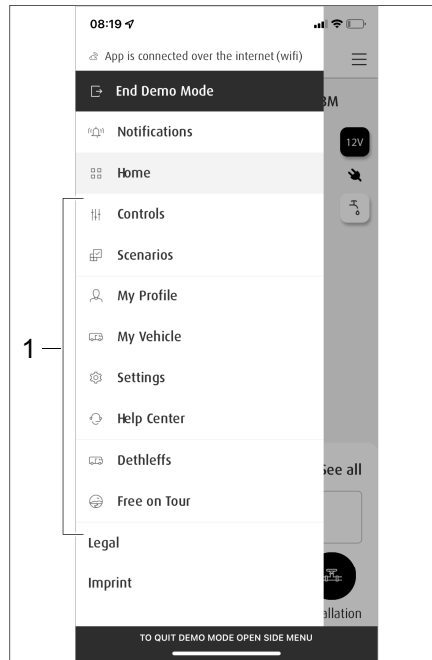 08:19
App is connected over the internet (wifi)
End Demo Mode
3M
Notifications
12V
Home
Controls
Scenarios
My Profile
1
My Vehicle
Settings
Help Center
Dethleffs
See all
Free on Tour
Legal
Imprint
allation
TO QUIT DEMO MODE OPEN SIDE MENU